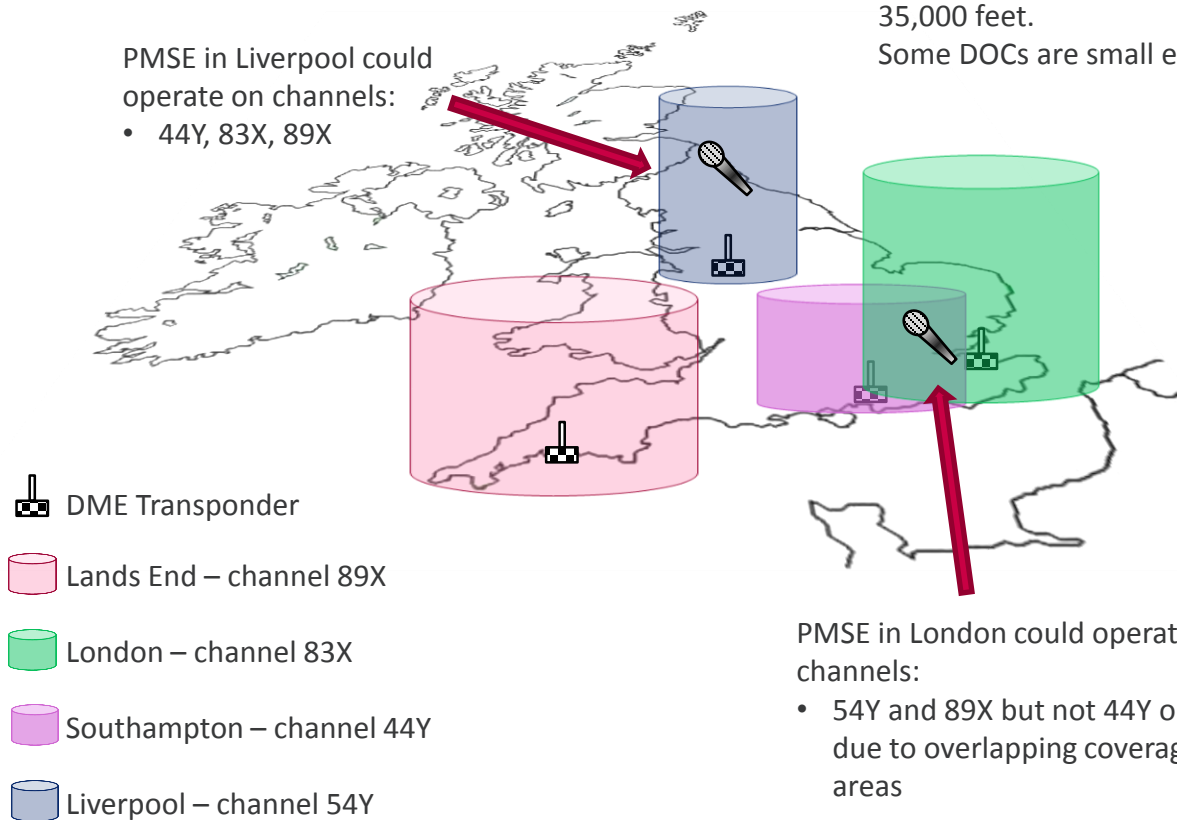 35,000 feet.
Some DOCs are small e
PMSE in Liverpool could
operate on channels:
• 44Y, 83X, 89X
DME Transponder
Lands End – channel 89X
London – channel 83X
Southampton – channel 44Y
Liverpool – channel 54Y
PMSE in London could operat
channels:
• 54Y and 89X but not 44Y o
due to overlapping coverag
areas